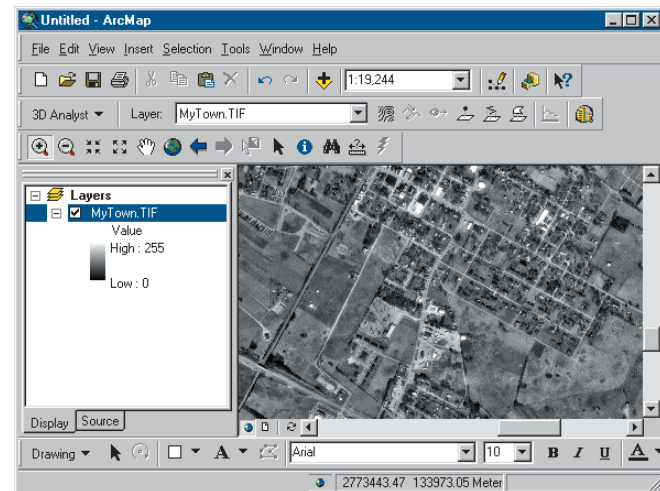 Untitled - ArcMap
File Edit View Insert Selection Tools Window Help
1:19,244
3D Analyst Layer: MyTown.TIF
Layers
MyTown.TIF
Value
High : 255
Low : 0
Display Source
Drawing A Arial 10 B I U A
2773443.47 133973.05 Meter